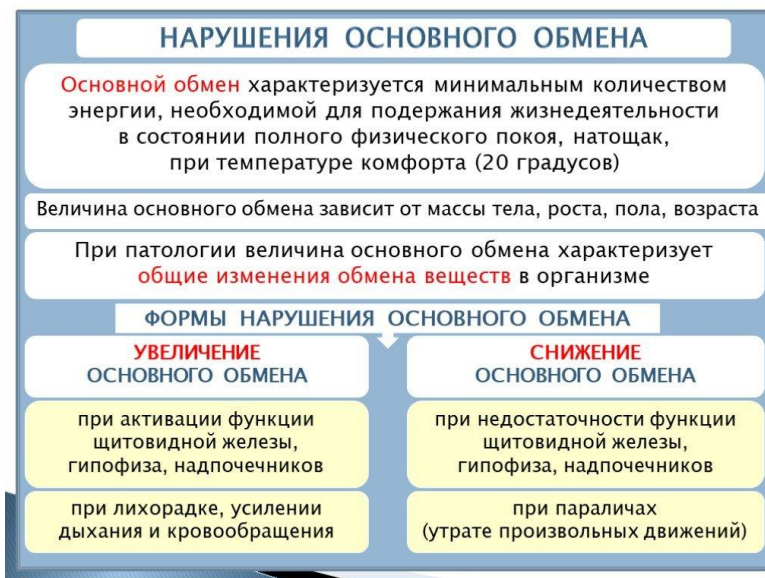 НАРУШЕНИЯ ОСНОВНОГО ОБМЕНА
Основной обмен характеризуется минимальным количеством
энергии, необходимой для подержания жизнедеятельности
в состоянии полного физического покоя, натощак,
при температуре комфорта (20 градусов)
Величина основного обмена зависит от массы тела, роста, пола, возраста
При патологии величина основного обмена характеризует
общие изменения обмена веществ в организме
ФОРМЫ НАРУШЕНИЯ ОСНОВНОГО ОБМЕНА
УВЕЛИЧЕНИЕ
ОСНОВНОГО ОБМЕНА
при активации функции
щитовидной железы,
гипофиза, надпочечников
при лихорадке, усилении
дыхания и кровообращения
СНИЖЕНИЕ
ОСНОВНОГО ОБМЕНА
при недостаточности функции
щитовидной железы,
гипофиза, надпочечников
при параличах
(утрате произвольных движений)